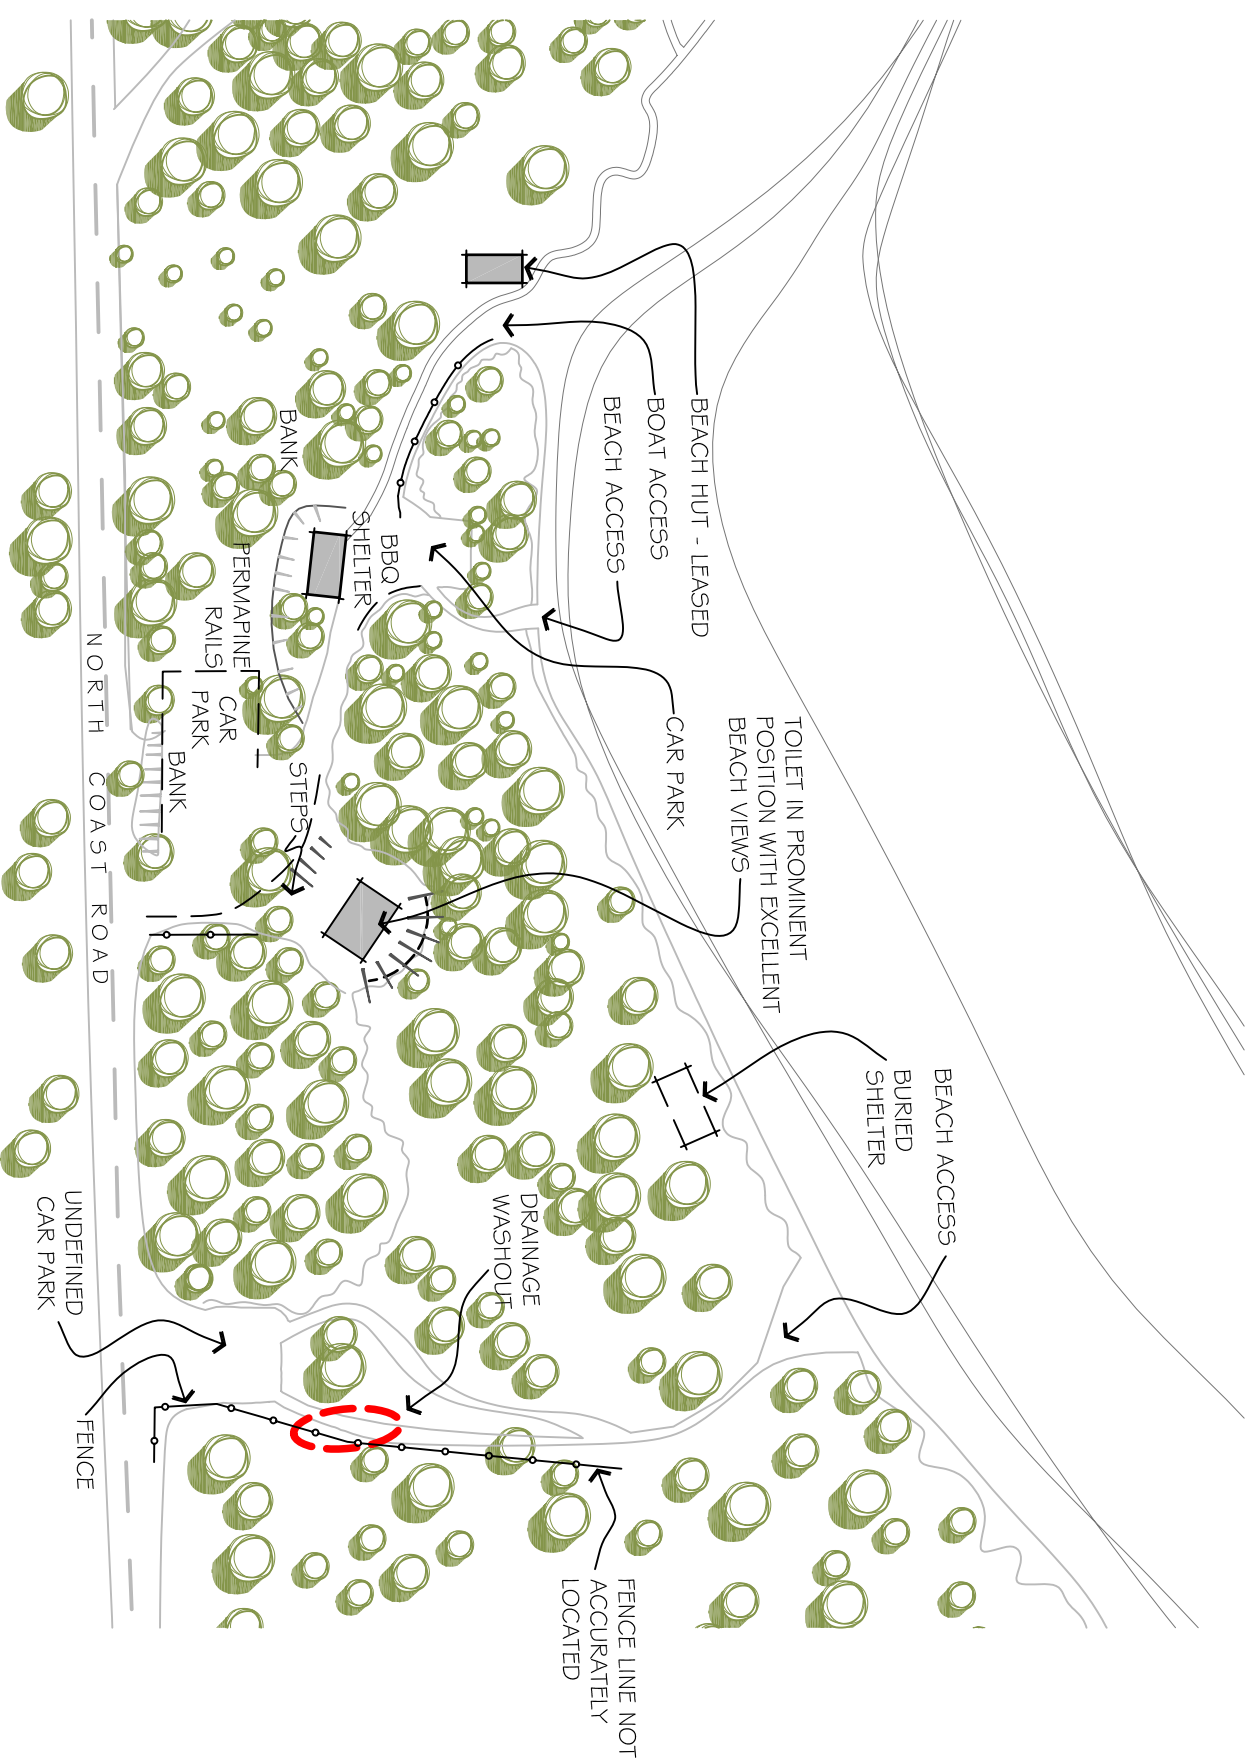 BEACH HUT - LEASED
BOAT ACCESS
BEACH ACCESS
BANK
BBQ
SHELTER
PERMAPINE
RAILS
CAR
PARK
BANK
STEPS
CAR PARK
TOILET IN PROMINENT
POSITION WITH EXCELLENT
BEACH VIEWS
NORTH COAST ROAD
BEACH ACCESS
BURIED
SHELTER
DRAINAGE
WASHOUT
UNDEFINED
CAR PARK
FENCE
FENCE LINE NOT
ACCURATELY
LOCATED